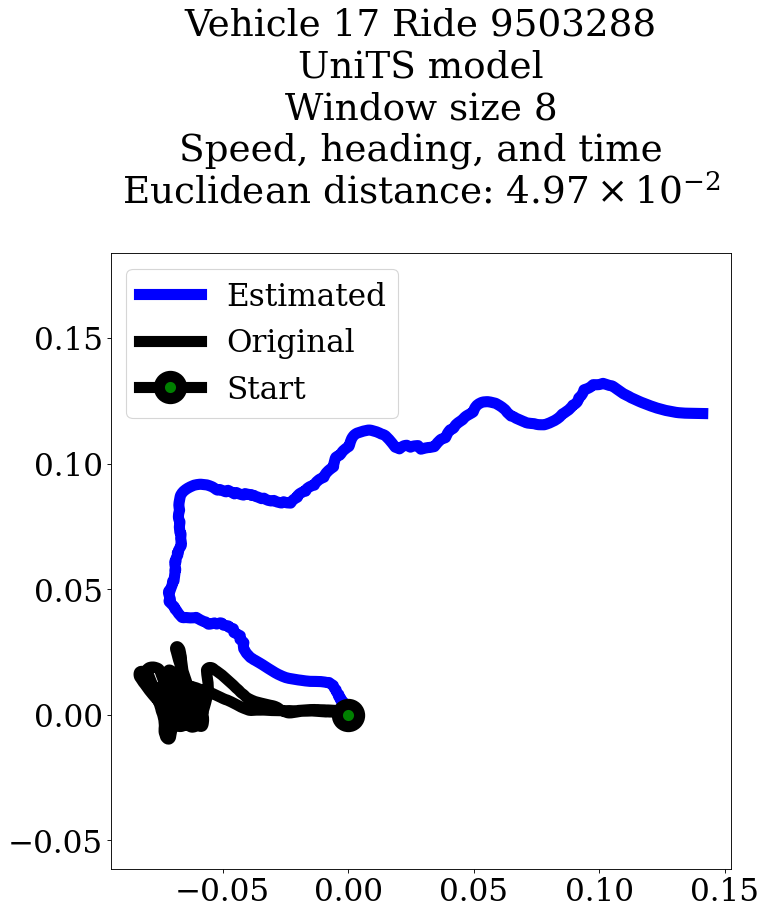 Vehicle 17 Ride 9503288
UniTS model
Window size 8
Speed, heading, and time
Euclidean distance: 4.97 × 10⁻²
Estimated
Original
Start
0.15
0.10
0.05
0.00
−0.05
−0.05 0.00 0.05 0.10 0.15